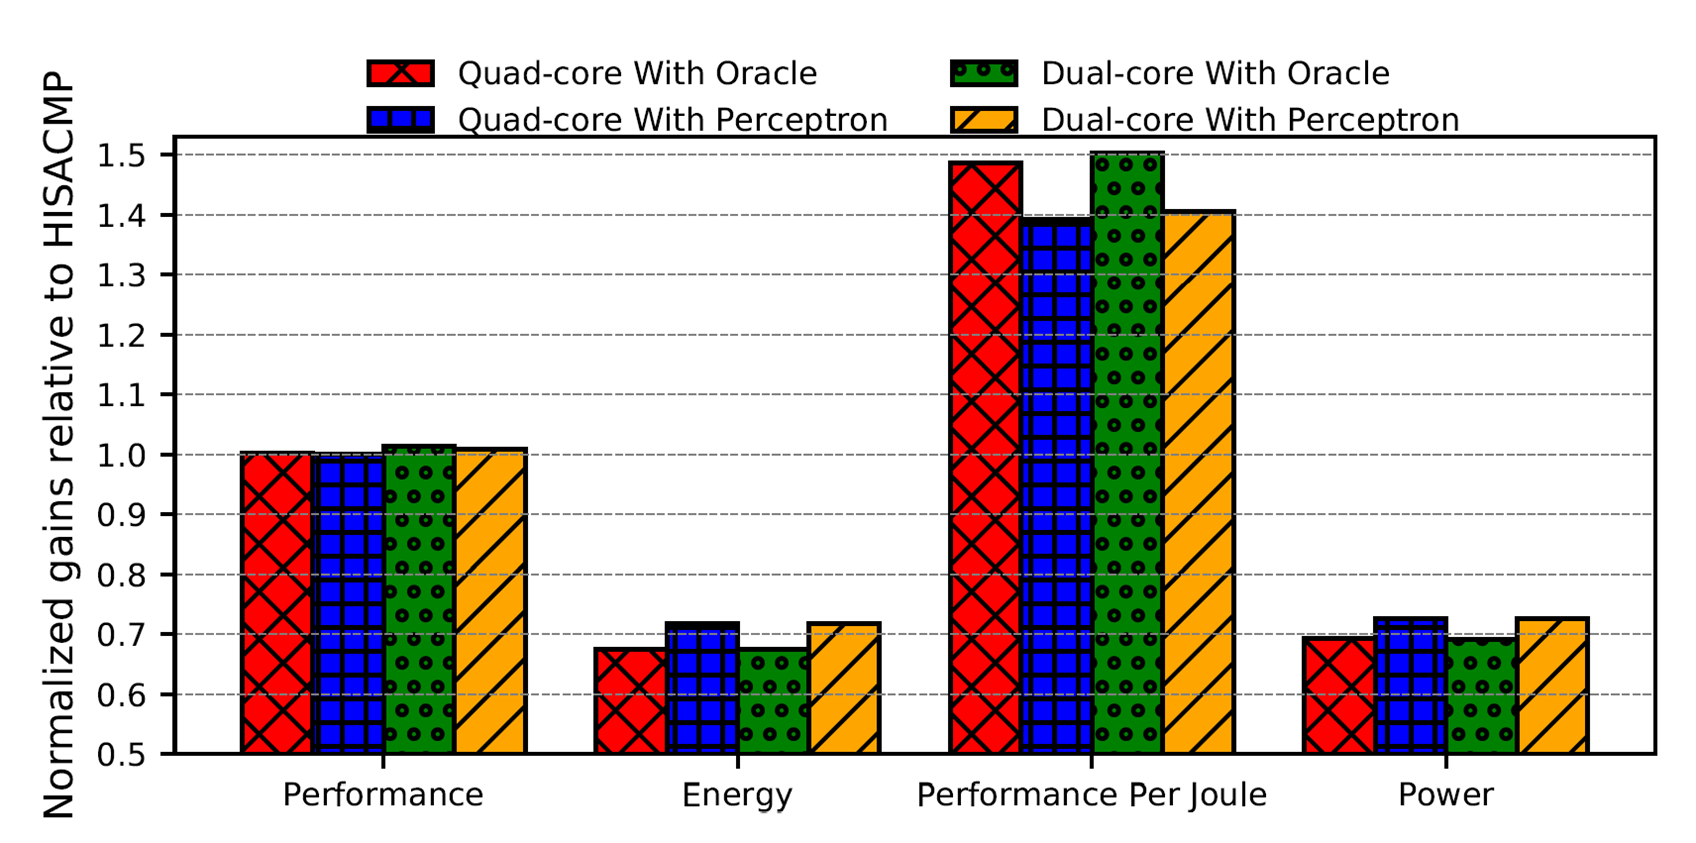 Quad-core With Oracle
Dual-core With Oracle
Quad-core With Perceptron
Dual-core With Perceptron
Normalized gains relative to HISACMP
1.5
1.4
1.3
1.2
1.1
1.0
0.9
0.8
0.7
0.6
0.5
Performance
Energy
Performance Per Joule
Power